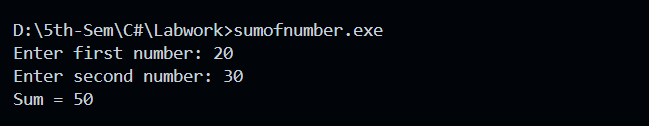 D:\5th-Sem\C#\Labwork>sumofnumber.exe
Enter first number: 20
Enter second number: 30
Sum = 50